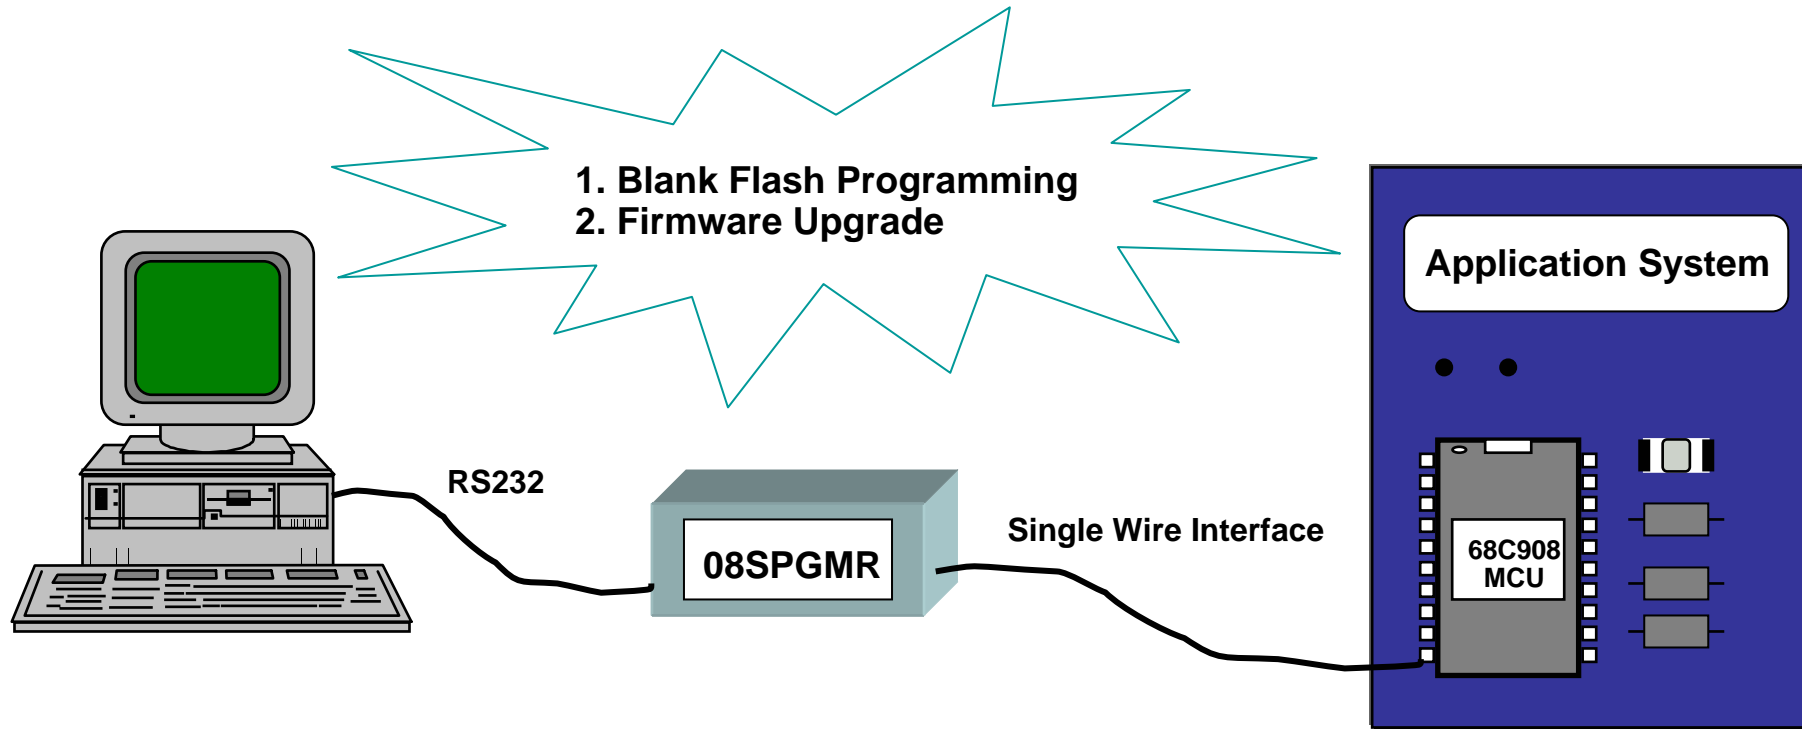 1. Blank Flash Programming
2. Firmware Upgrade
Application System
RS232
Single Wire Interface
08SPGMR
68C908
MCU